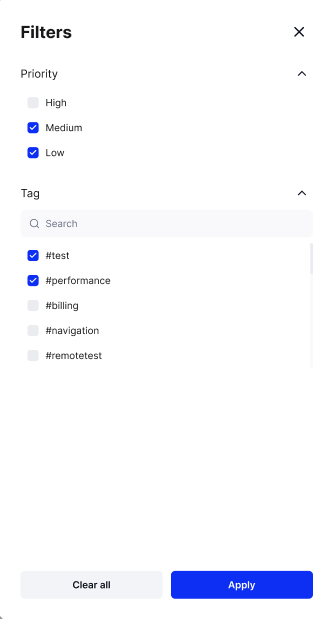 Filters
Priority
High
Medium
Low
Tag
Search
#test
#performance
#billing
#navigation
#remotetest
Clear all
Apply